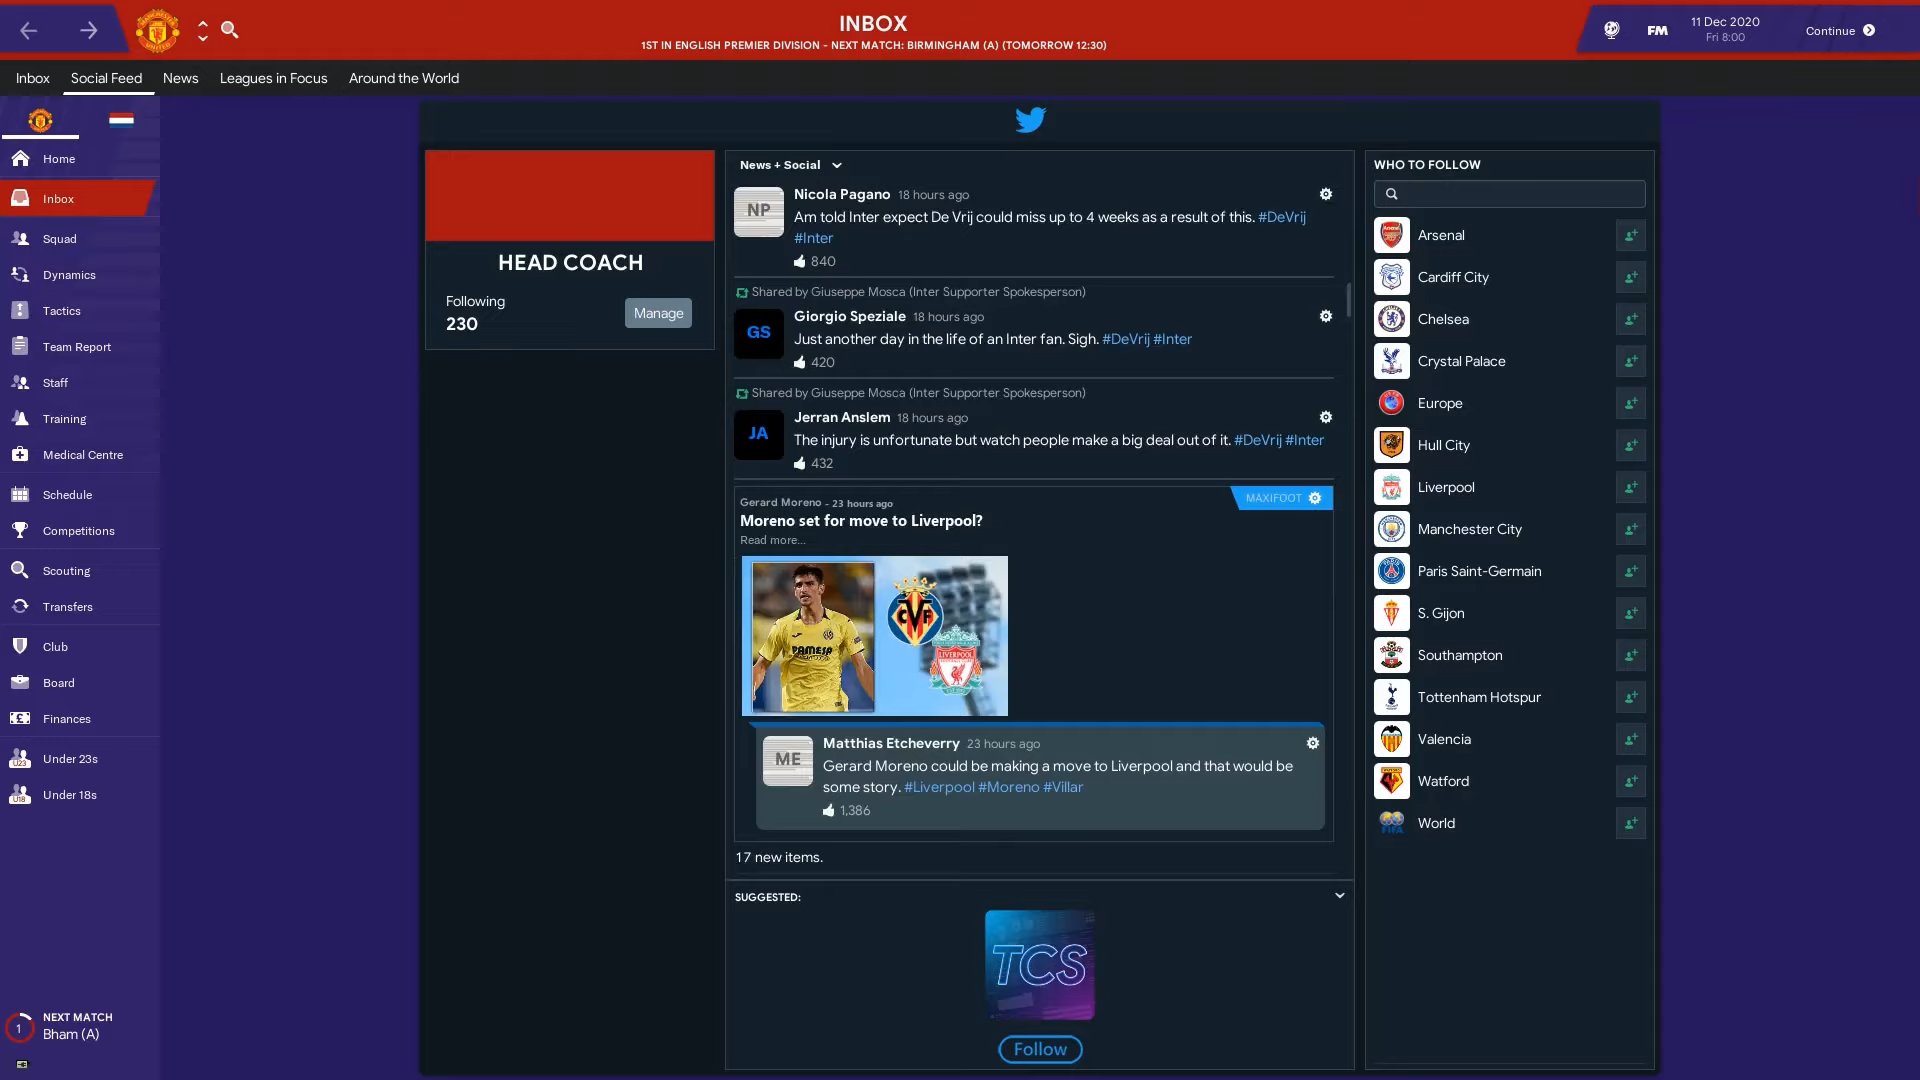 INBOX
1ST IN ENGLISH PREMIER DIVISION - NEXT MATCH: BIRMINGHAM (A) (TOMORROW 12:30)
FM
11 Dec 2020
Fri 8:00
Continue
Inbox
Social Feed
News
Leagues in Focus
Around the World
Home
Inbox
Squad
Dynamics
Tactics
Team Report
Staff
Training
Medical Centre
Schedule
Competitions
Scouting
Transfers
Club
Board
Finances
U23
Under 23s
U18
Under 18s
1
NEXT MATCH
Bham (A)
HEAD COACH
Following
230
Manage
News + Social
NP
Nicola Pagano 18 hours ago
Am told Inter expect De Vrij could miss up to 4 weeks as a result of this. #DeVrij
#Inter
840
Shared by Giuseppe Mosca (Inter Supporter Spokesperson)
GS
Giorgio Speziale 18 hours ago
Just another day in the life of an Inter fan. Sigh. #DeVrij #Inter
420
Shared by Giuseppe Mosca (Inter Supporter Spokesperson)
JA
Jerran Anslem 18 hours ago
The injury is unfortunate but watch people make a big deal out of it. #DeVrij #Inter
432
Gerard Moreno - 23 hours ago
MAXIFOOT
Moreno set for move to Liverpool?
Read more...
PAMESA
CVF
LIVERPOOL
ME
Matthias Etcheverry 23 hours ago
Gerard Moreno could be making a move to Liverpool and that would be
some story. #Liverpool #Moreno #Villar
1,386
17 new items.
SUGGESTED:
TCS
Follow
WHO TO FOLLOW
Arsenal
Cardiff City
Chelsea
Crystal Palace
Europe
Hull City
Liverpool
Manchester City
Paris Saint-Germain
S. Gijon
Southampton
Tottenham Hotspur
Valencia
Watford
FIFA
World